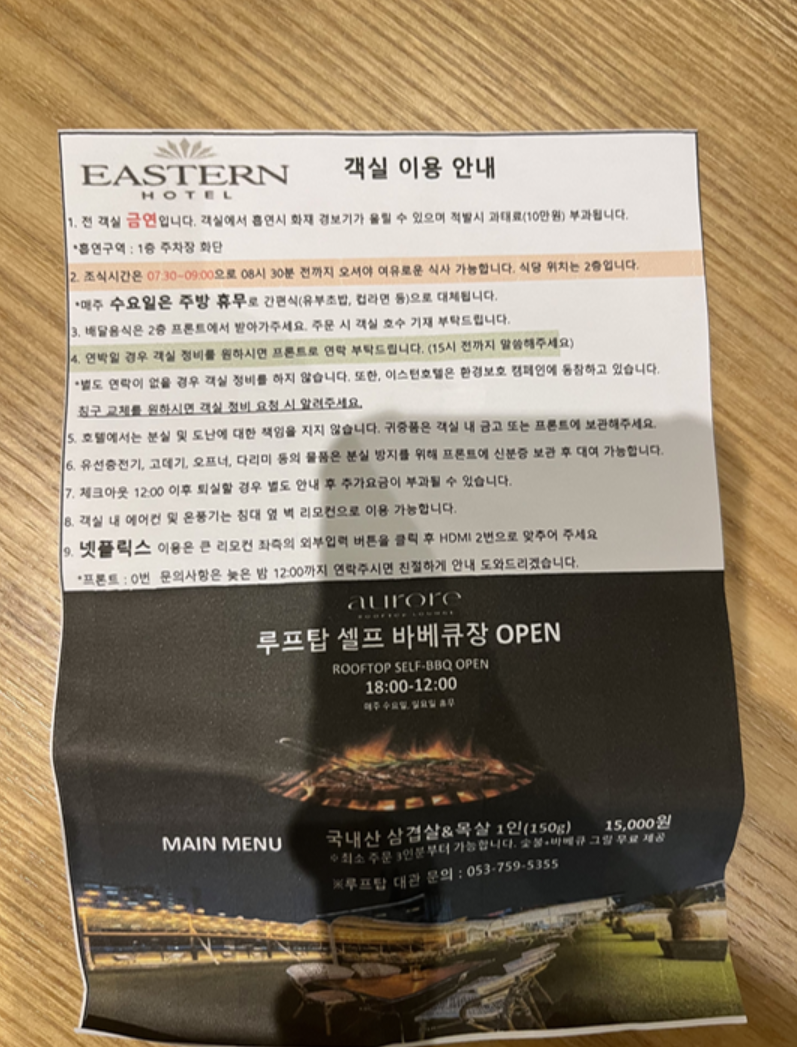 EASTERN
HOTEL
객실 이용 안내
1. 전 객실 금연입니다. 객실에서 흡연시 화재 경보기가 울릴 수 있으며 적발시 과태료(10만원) 부과됩니다.
*흡연구역 : 1층 주차장 화단
2. 조식시간은 07:30~09:00으로 08시 30분 전까지 오셔야 여유로운 식사 가능합니다. 식당 위치는 2층입니다.
*매주 수요일은 주방 휴무로 간편식(유부초밥, 컵라면 등)으로 대체됩니다.
3. 배달음식은 2층 프론트에서 받아가주세요. 주문 시 객실 호수 기재 부탁드립니다.
4. 연박일 경우 객실 정비를 원하시면 프론트로 연락 부탁드립니다. (15시 전까지 말씀해주세요)
*별도 연락이 없을 경우 객실 정비를 하지 않습니다. 또한, 이스턴호텔은 환경보호 캠페인에 동참하고 있습니다.
침구 교체를 원하시면 객실 정비 요청 시 알려주세요.
5. 호텔에서는 분실 및 도난에 대한 책임을 지지 않습니다. 귀중품은 객실 내 금고 또는 프론트에 보관해주세요.
6. 유선충전기, 고데기, 오프너, 다리미 등의 물품은 분실 방지를 위해 프론트에 신분증 보관 후 대여 가능합니다.
7. 체크아웃 12:00 이후 퇴실할 경우 별도 안내 후 추가요금이 부과될 수 있습니다.
8. 객실 내 에어컨 및 온풍기는 침대 옆 벽 리모컨으로 이용 가능합니다.
9. 넷플릭스 이용은 큰 리모컨 좌측의 외부입력 버튼을 클릭 후 HDMI 2번으로 맞추어 주세요
*프론트 : 0번 문의사항은 늦은 밤 12:00까지 연락주시면 친절하게 안내 도와드리겠습니다.
aurore
ROOFTOP LOUNGE
루프탑 셀프 바베큐장 OPEN
ROOFTOP SELF-BBQ OPEN
18:00-12:00
매주 수요일, 일요일 휴무
MAIN MENU
국내산 삼겹살&목살 1인(150g) 15,000원
※최소 주문 3인분부터 가능합니다. 숯불+바베큐 그릴 무료 제공
※루프탑 대관 문의 : 053-759-5355